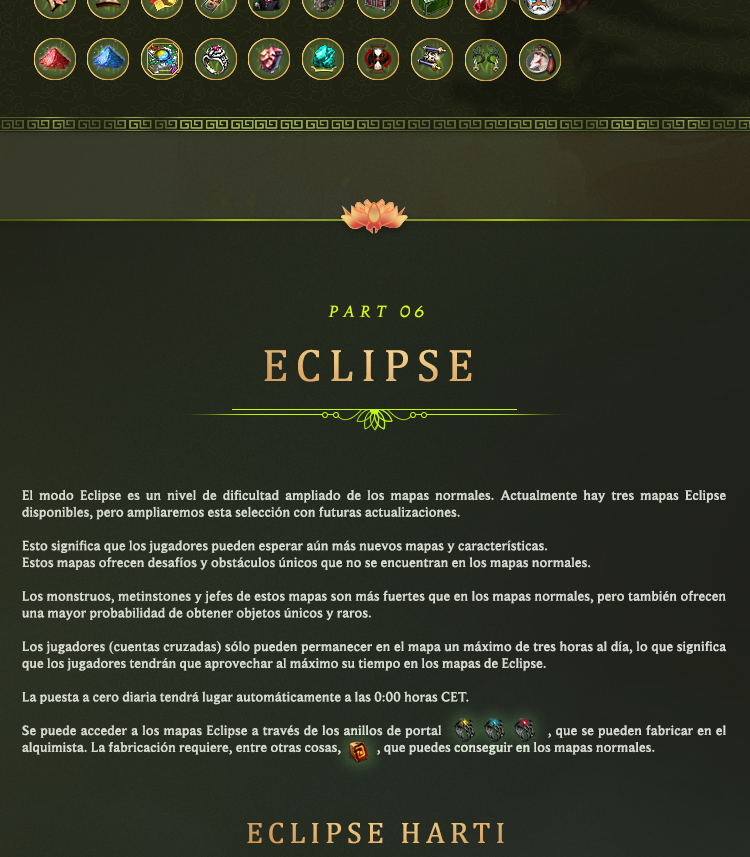 PART 06
ECLIPSE
El modo Eclipse es un nivel de dificultad ampliado de los mapas normales. Actualmente hay tres mapas Eclipse
disponibles, pero ampliaremos esta selección con futuras actualizaciones.
Esto significa que los jugadores pueden esperar aún más nuevos mapas y características.
Estos mapas ofrecen desafíos y obstáculos únicos que no se encuentran en los mapas normales.
Los monstruos, metinstones y jefes de estos mapas son más fuertes que en los mapas normales, pero también ofrecen
una mayor probabilidad de obtener objetos únicos y raros.
Los jugadores (cuentas cruzadas) sólo pueden permanecer en el mapa un máximo de tres horas al día, lo que significa
que los jugadores tendrán que aprovechar al máximo su tiempo en los mapas de Eclipse.
La puesta a cero diaria tendrá lugar automáticamente a las 0:00 horas CET.
Se puede acceder a los mapas Eclipse a través de los anillos de portal , que se pueden fabricar en el
alquimista. La fabricación requiere, entre otras cosas, , que puedes conseguir en los mapas normales.
ECLIPSE HARTI